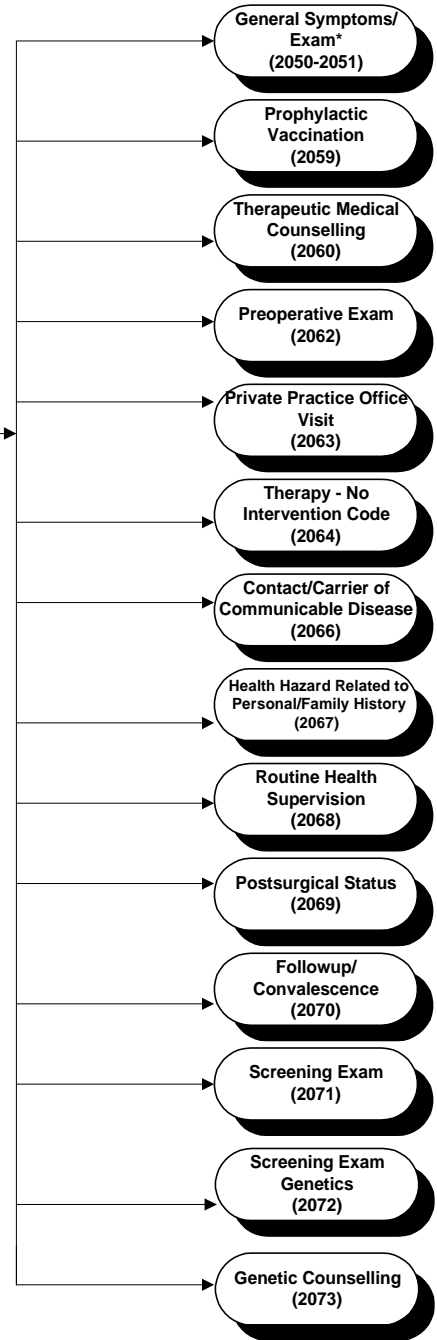 General Symptoms/
Exam*
(2050-2051)
Prophylactic
Vaccination
(2059)
Therapeutic Medical
Counselling
(2060)
Preoperative Exam
(2062)
Private Practice Office
Visit
(2063)
Therapy - No
Intervention Code
(2064)
Contact/Carrier of
Communicable Disease
(2066)
Health Hazard Related to
Personal/Family History
(2067)
Routine Health
Supervision
(2068)
Postsurgical Status
(2069)
Followup/
Convalescence
(2070)
Screening Exam
(2071)
Screening Exam
Genetics
(2072)
Genetic Counselling
(2073)